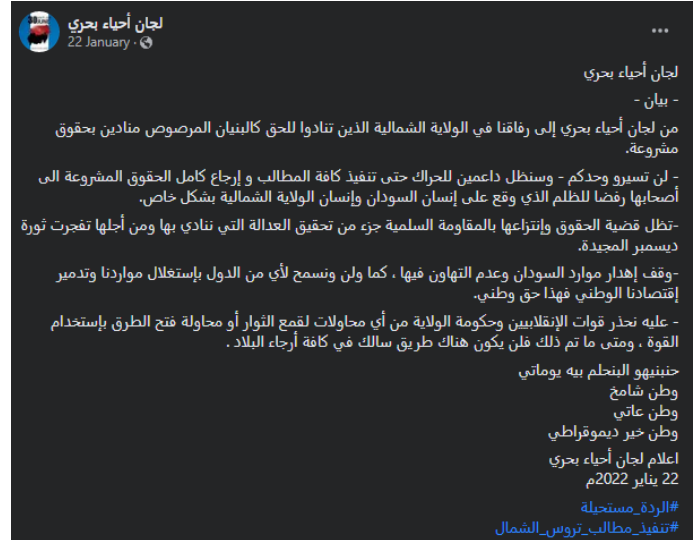 لجان أحياء بحري
22 January ·
لجان أحياء بحري
- بيان -
من لجان أحياء بحري إلى رفاقنا في الولاية الشمالية الذين تنادوا للحق كالبنيان المرصوص منادين بحقوق
مشروعة.
- لن تسيرو وحدكم - وسنظل داعمين للحراك حتى تنفيذ كافة المطالب و إرجاع كامل الحقوق المشروعة الى
أصحابها رفضا للظلم الذي وقع على إنسان السودان وإنسان الولاية الشمالية بشكل خاص.
-تظل قضية الحقوق وإنتزاعها بالمقاومة السلمية جزء من تحقيق العدالة التي ننادي بها ومن أجلها تفجرت ثورة
ديسمبر المجيدة.
-وقف إهدار موارد السودان وعدم التهاون فيها ، كما ولن ونسمح لأي من الدول بإستغلال مواردنا وتدمير
إقتصادنا الوطني فهذا حق وطني.
- عليه نحذر قوات الإنقلابيين وحكومة الولاية من أي محاولات لقمع الثوار أو محاولة فتح الطرق بإستخدام
القوة ، ومتى ما تم ذلك فلن يكون هناك طريق سالك في كافة أرجاء البلاد .
حنبنيهو البنحلم بيه يوماتي
وطن شامخ
وطن عاتي
وطن خير ديموقراطي
اعلام لجان أحياء بحري
22 يناير 2022م
#الردة_مستحيلة
#تنفيذ_مطالب_تروس_الشمال